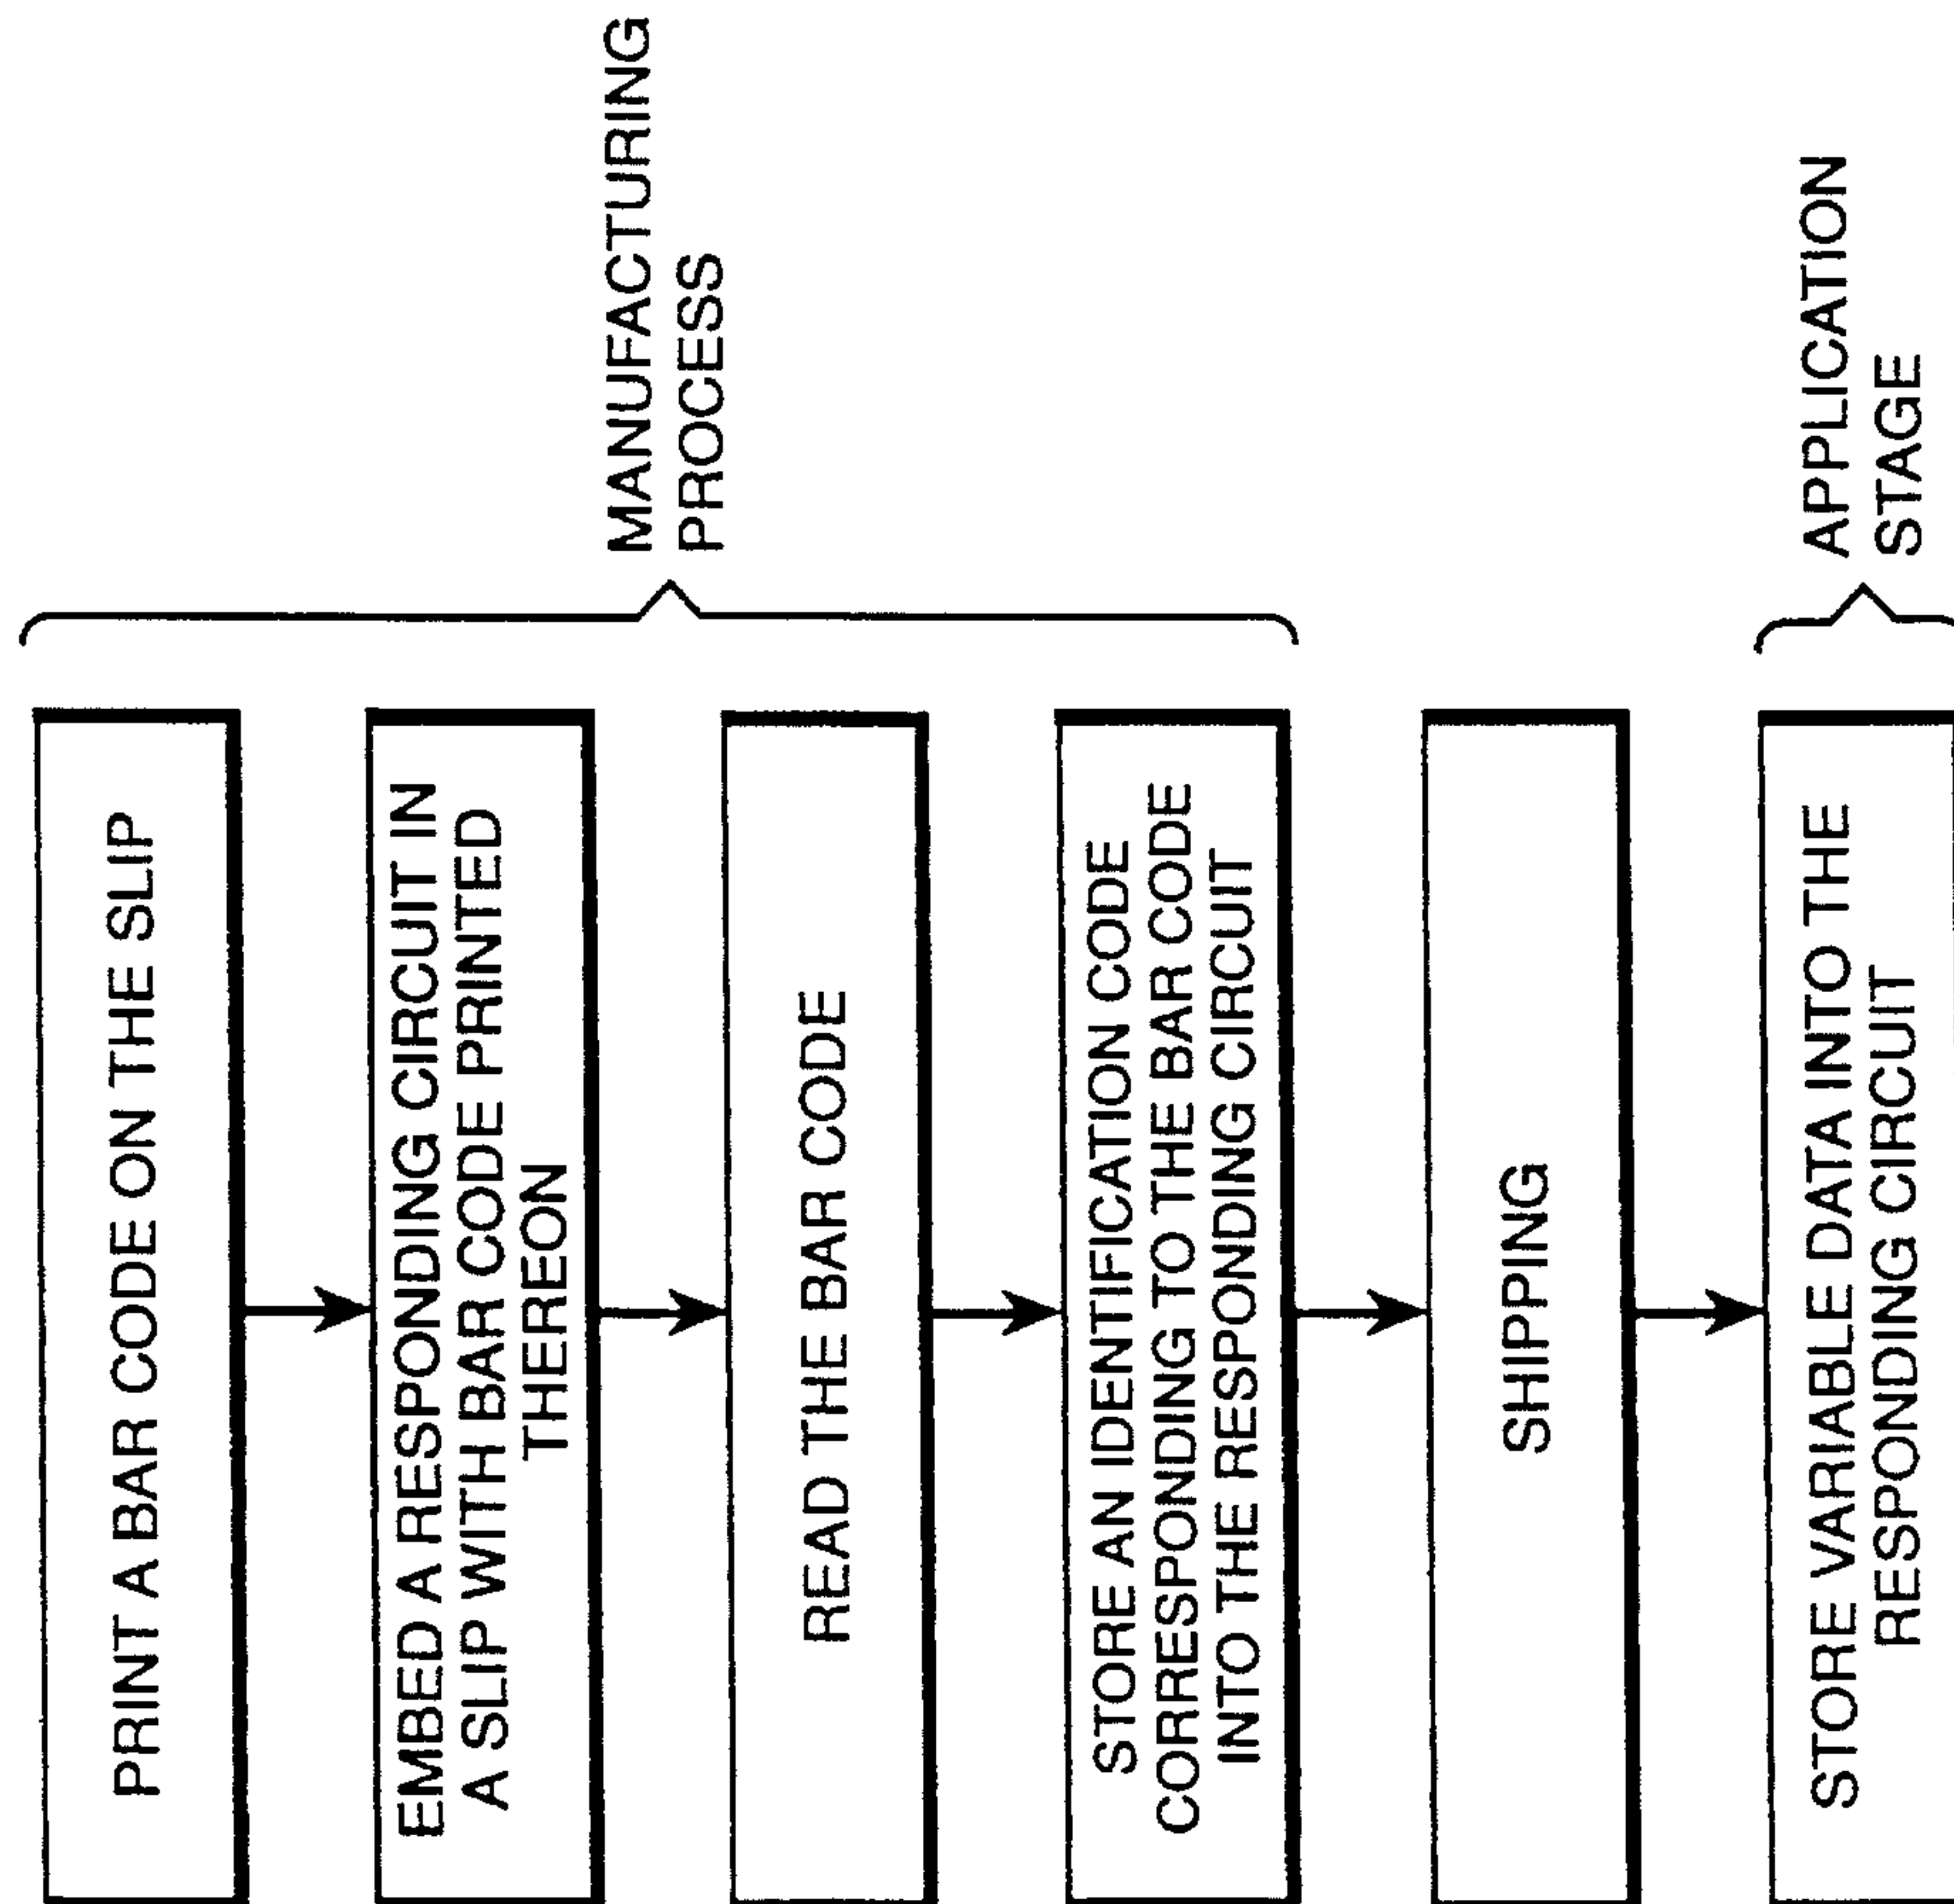 PRINT A BAR CODE ON THE SLIP
EMBED A RESPONDING CIRCUIT IN
A SLIP WITH BAR CODE PRINTED
THEREON
READ THE BAR CODE
STORE AN IDENTIFICATION CODE
CORRESPONDING TO THE BAR CODE
INTO THE RESPONDING CIRCUIT
MANUFACTURING
PROCESS
SHIPPING
STORE VARIABLE DATA INTO THE
RESPONDING CIRCUIT
APPLICATION
STAGE